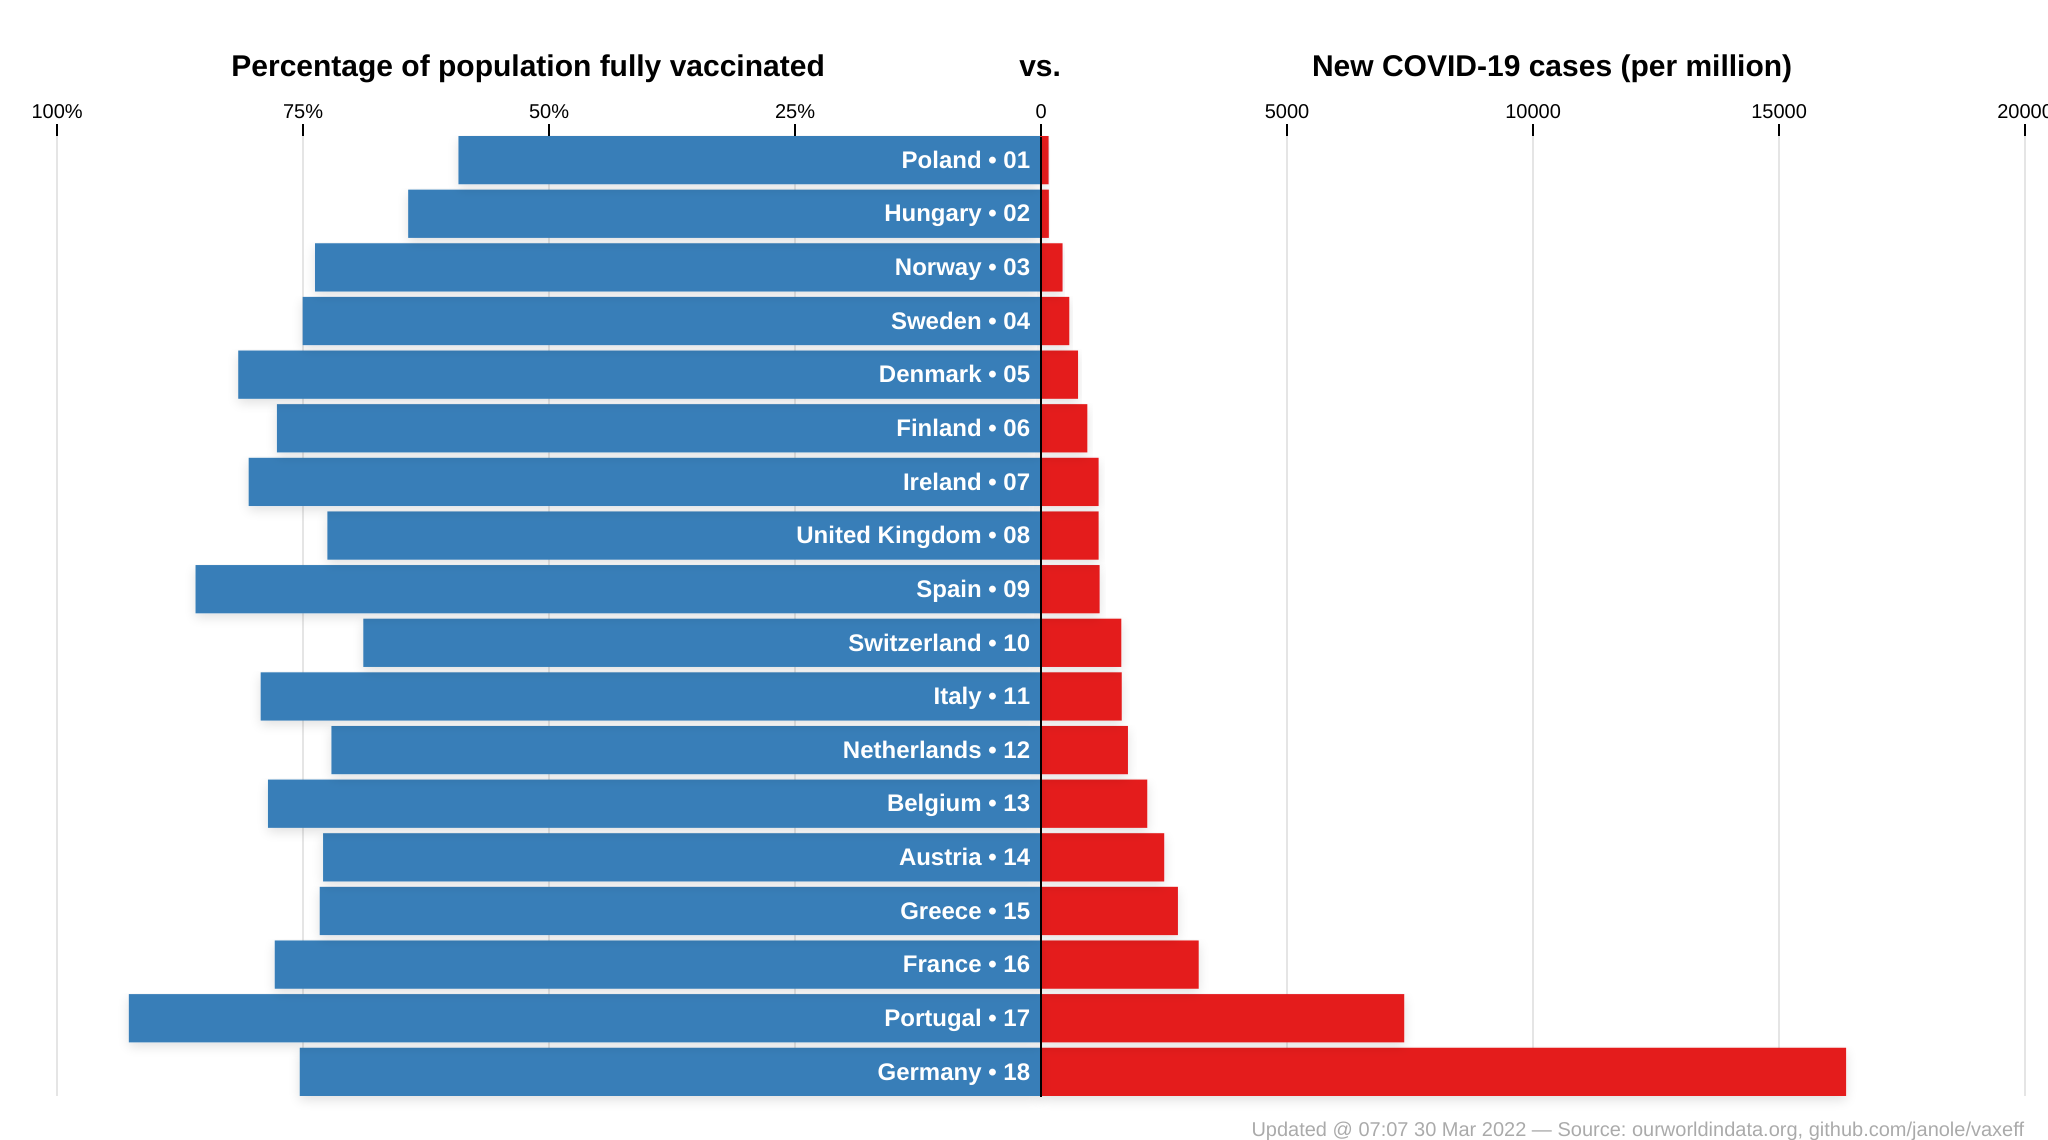 Percentage of population fully vaccinated vs. New COVID-19 cases (per million)
100% 75% 50% 25% 0 5000 10000 15000 20000
Poland • 01
Hungary • 02
Norway • 03
Sweden • 04
Denmark • 05
Finland • 06
Ireland • 07
United Kingdom • 08
Spain • 09
Switzerland • 10
Italy • 11
Netherlands • 12
Belgium • 13
Austria • 14
Greece • 15
France • 16
Portugal • 17
Germany • 18
Updated @ 07:07 30 Mar 2022 — Source: ourworldindata.org, github.com/janole/vaxeff